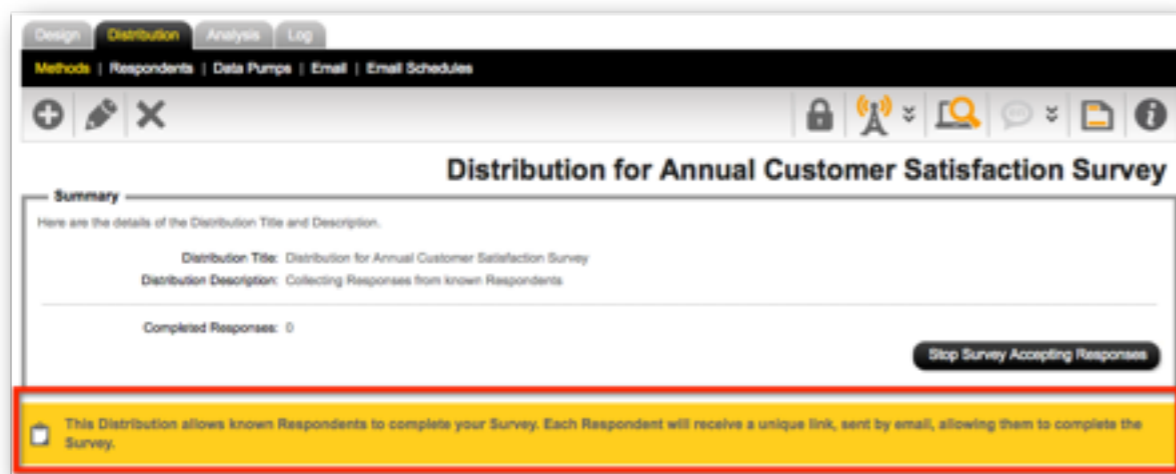 Design Distribution Analysis Log
Methods | Respondents | Data Pumps | Email | Email Schedules
Distribution for Annual Customer Satisfaction Survey
Summary
Here are the details of the Distribution Title and Description.
Distribution Title: Distribution for Annual Customer Satisfaction Survey
Distribution Description: Collecting Responses from known Respondents
Completed Responses: 0
Stop Survey Accepting Responses
This Distribution allows known Respondents to complete your Survey. Each Respondent will receive a unique link, sent by email, allowing them to complete the
Survey.